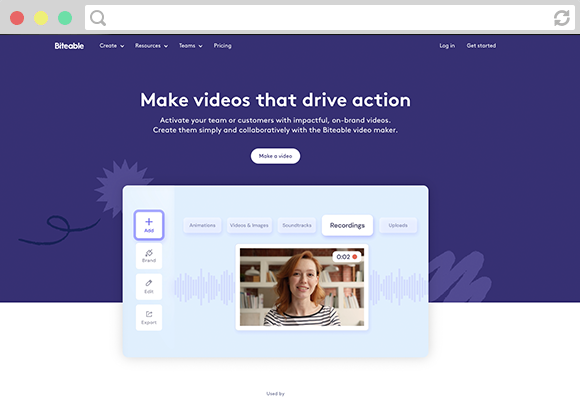 Biteable
Create
Resources
Teams
Pricing
Log in
Get started
Make videos that drive action
Activate your team or customers with impactful, on-brand videos.
Create them simply and collaboratively with the Biteable video maker.
Make a video
Add
Animations
Videos & Images
Soundtracks
Recordings
Uploads
Brand
0:02
Edit
Export
Used by